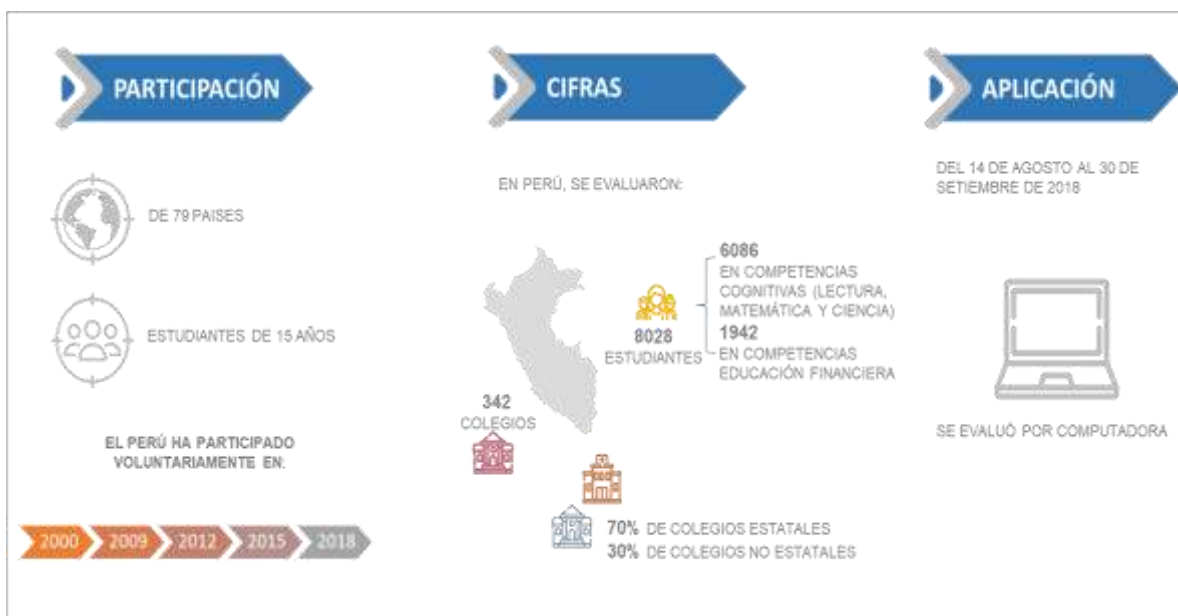 PARTICIPACIÓN
DE 79 PAISES
ESTUDIANTES DE 15 AÑOS
EL PERÚ HA PARTICIPADO
VOLUNTARIAMENTE EN:
2000
2009
2012
2015
2018
CIFRAS
EN PERÚ, SE EVALUARON:
8028
ESTUDIANTES
6086
EN COMPETENCIAS
COGNITIVAS (LECTURA,
MATEMÁTICA Y CIENCIA)
1942
EN COMPETENCIAS
EDUCACIÓN FINANCIERA
342
COLEGIOS
70% DE COLEGIOS ESTATALES
30% DE COLEGIOS NO ESTATALES
APLICACIÓN
DEL 14 DE AGOSTO AL 30 DE
SETIEMBRE DE 2018
SE EVALUÓ POR COMPUTADORA